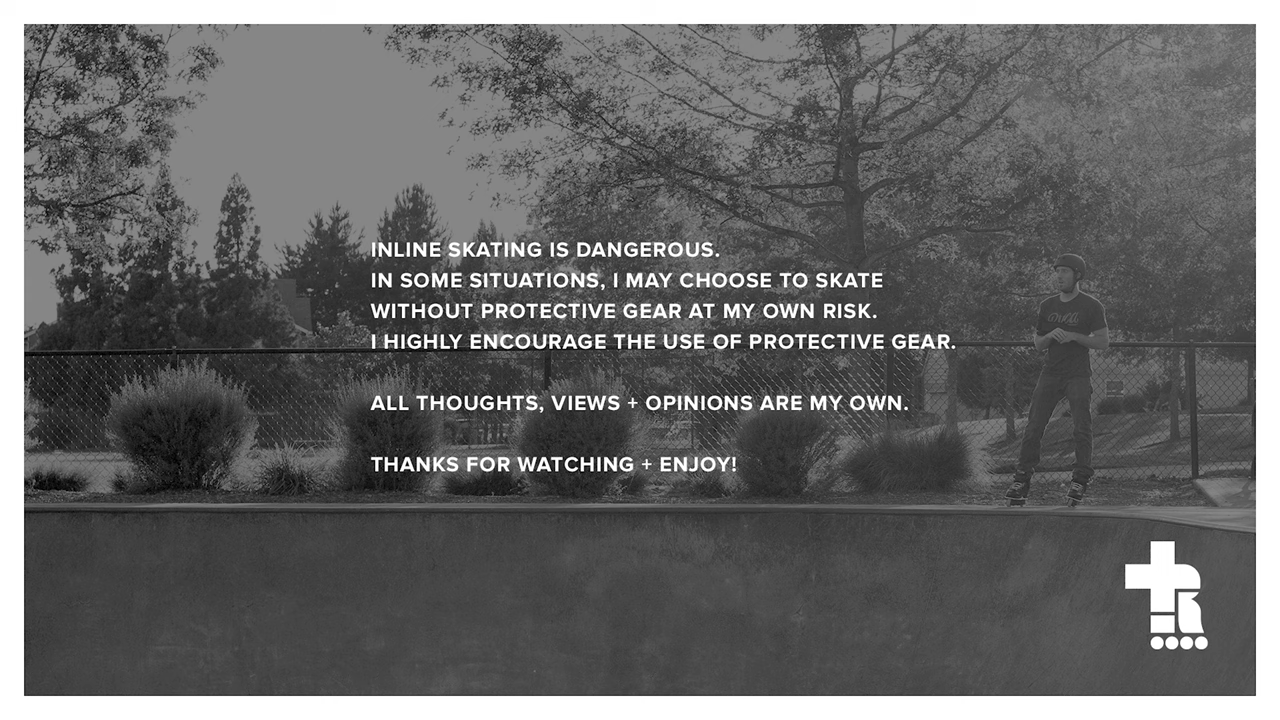 INLINE SKATING IS DANGEROUS.
IN SOME SITUATIONS, I MAY CHOOSE TO SKATE
WITHOUT PROTECTIVE GEAR AT MY OWN RISK.
I HIGHLY ENCOURAGE THE USE OF PROTECTIVE GEAR.
ALL THOUGHTS, VIEWS + OPINIONS ARE MY OWN.
THANKS FOR WATCHING + ENJOY!